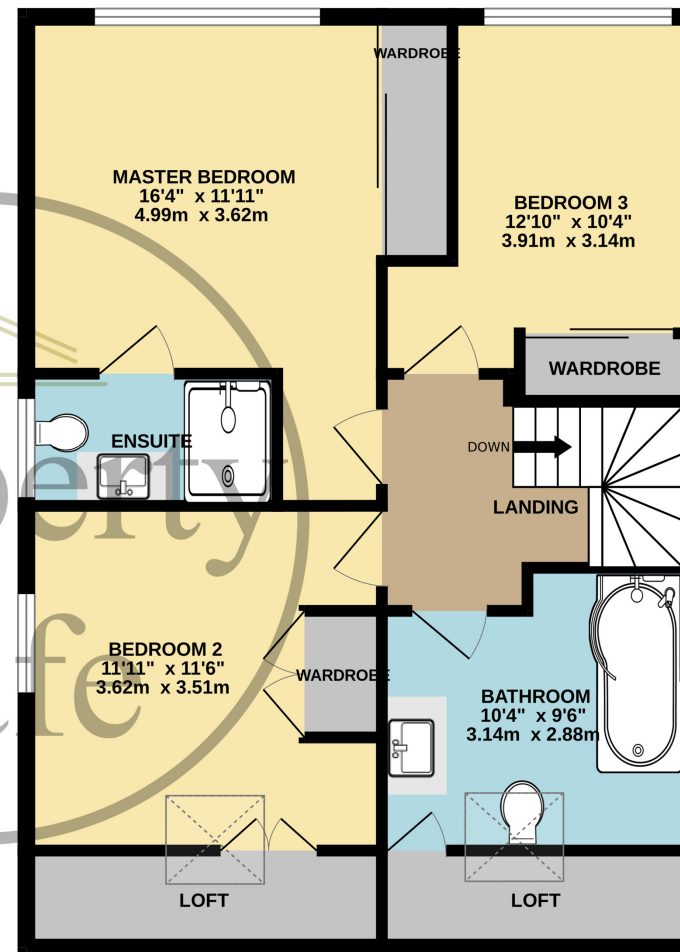 WARDROBE
MASTER BEDROOM
16'4" x 11'11"
4.99m x 3.62m
BEDROOM 3
12'10" x 10'4"
3.91m x 3.14m
WARDROBE
ENSUITE
DOWN
LANDING
BEDROOM 2
11'11" x 11'6"
3.62m x 3.51m
WARDROBE
BATHROOM
10'4" x 9'6"
3.14m x 2.88m
LOFT
LOFT
perty
fe